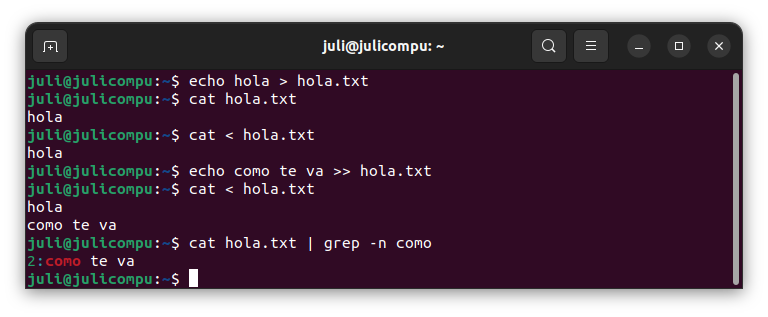 juli@julicompu: ~
juli@julicompu:~$ echo hola > hola.txt
juli@julicompu:~$ cat hola.txt
hola
juli@julicompu:~$ cat < hola.txt
hola
juli@julicompu:~$ echo como te va >> hola.txt
juli@julicompu:~$ cat < hola.txt
hola
como te va
juli@julicompu:~$ cat hola.txt | grep -n como
2:como te va
juli@julicompu:~$